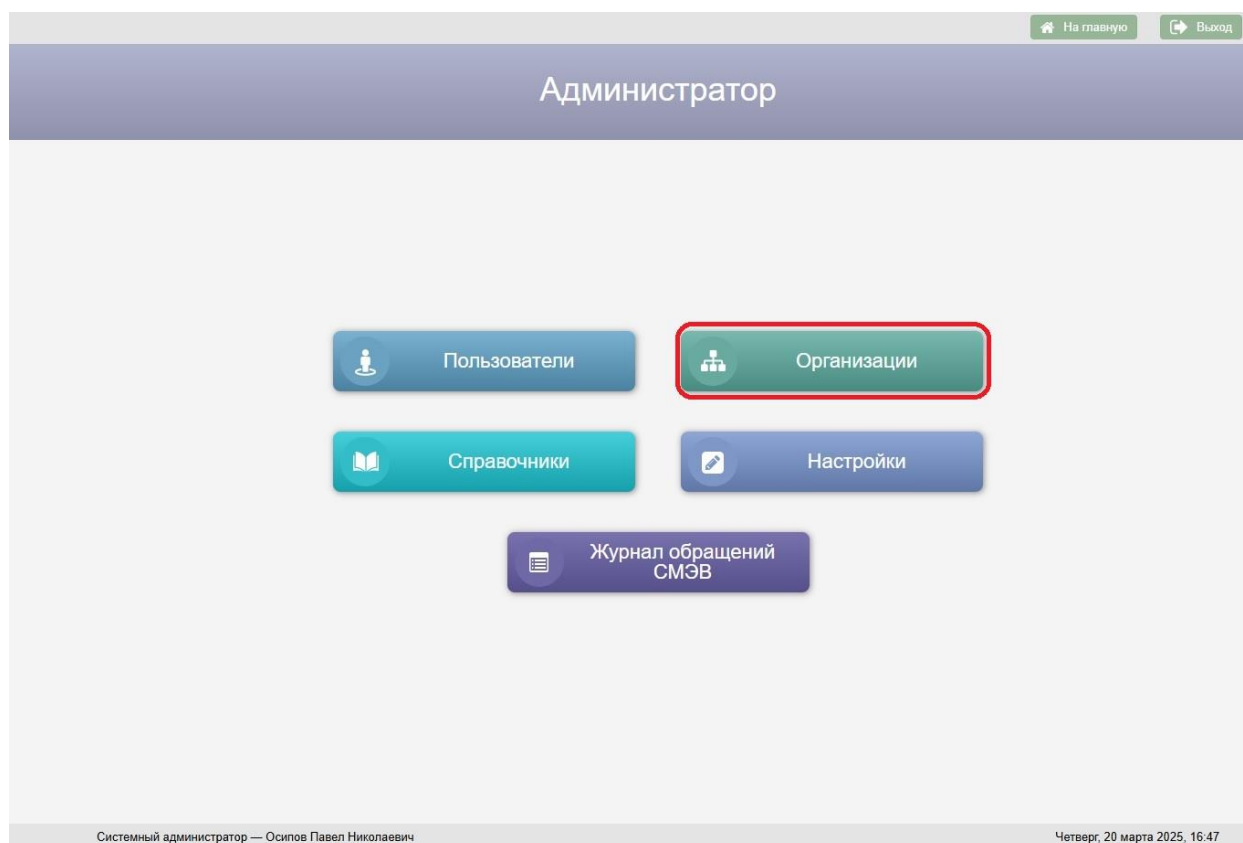 На главную
Выход
Администратор
Пользователи
Организации
Справочники
Настройки
Журнал обращений
СМЭВ
Системный администратор — Осипов Павел Николаевич
Четверг, 20 марта 2025, 16:47